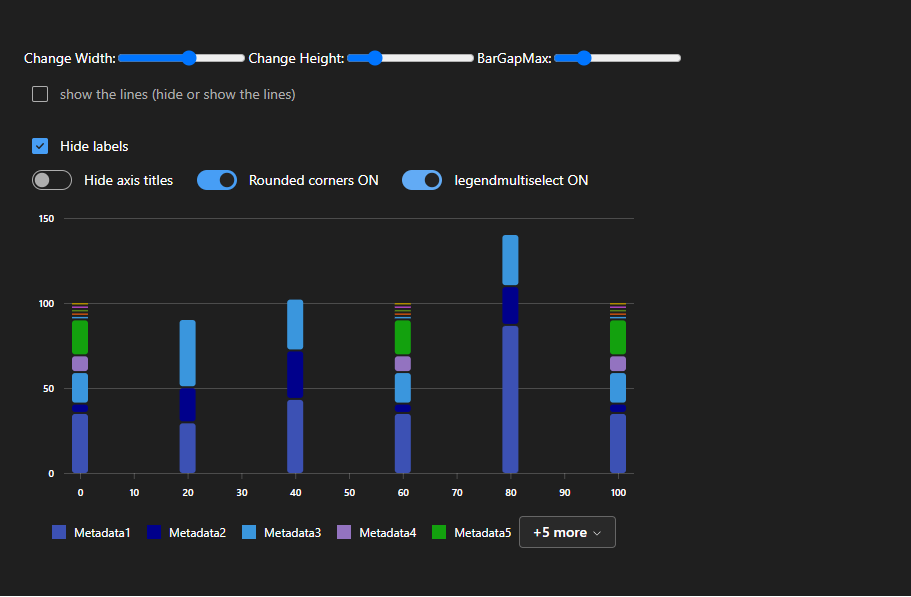 Change Width: Change Height: BarGapMax:
show the lines (hide or show the lines)
Hide labels
Hide axis titles Rounded corners ON legendmultiselect ON
150
100
50
0
0 10 20 30 40 50 60 70 80 90 100
Metadata1 Metadata2 Metadata3 Metadata4 Metadata5 +5 more